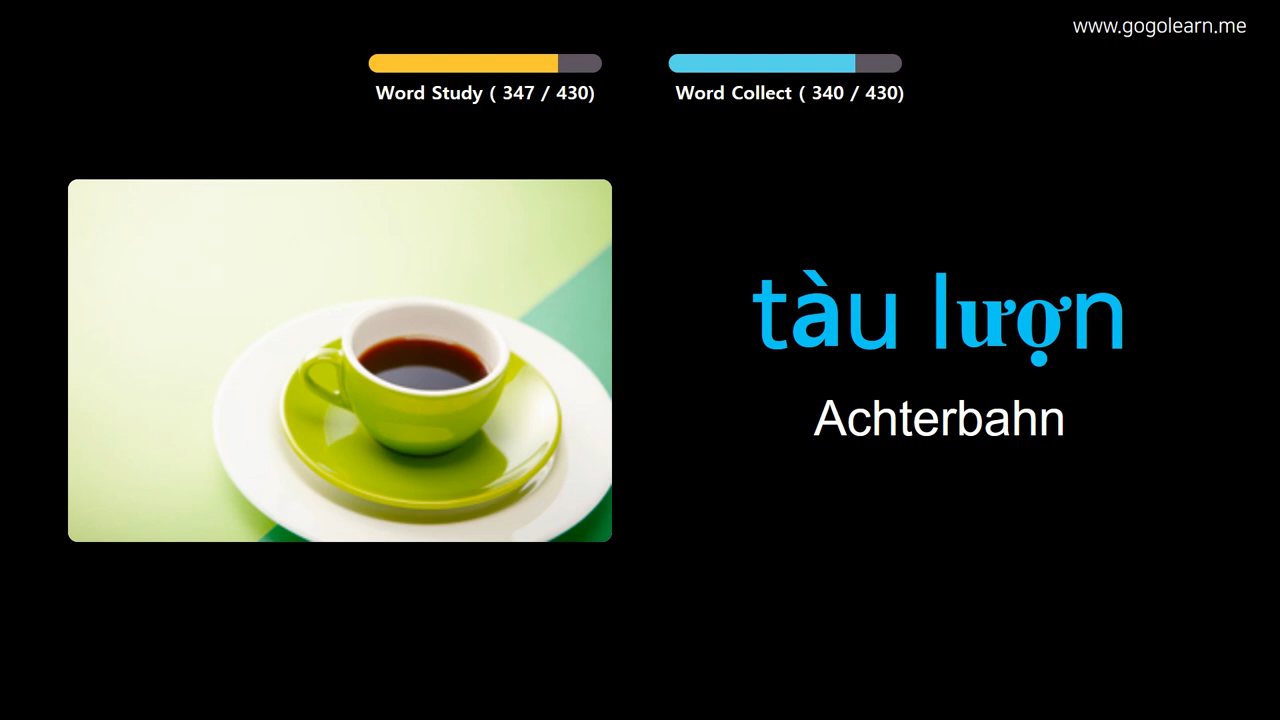 www.gogolearn.me
Word Study ( 347 / 430)
Word Collect ( 340 / 430)
tàu lượn
Achterbahn